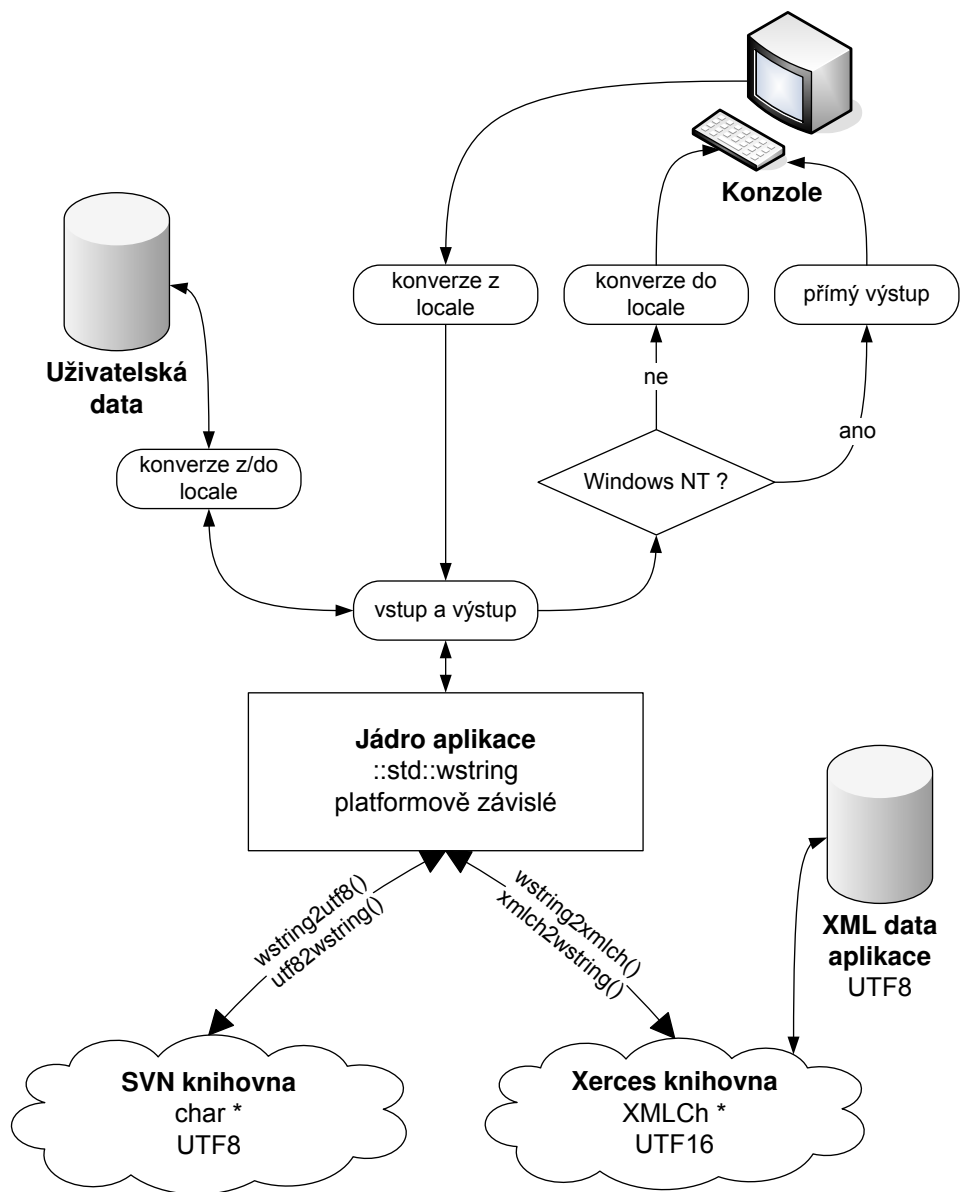 Konzole
konverze z
locale
konverze do
locale
přímý výstup
Uživatelská
data
ne
ano
konverze z/do
locale
Windows NT ?
vstup a výstup
Jádro aplikace
::std::wstring
platformově závislé
wstring2utf8()
utf82wstring()
wstring2xmlch()
xmlch2wstring()
XML data
aplikace
UTF8
SVN knihovna
char *
UTF8
Xerces knihovna
XMLCh *
UTF16